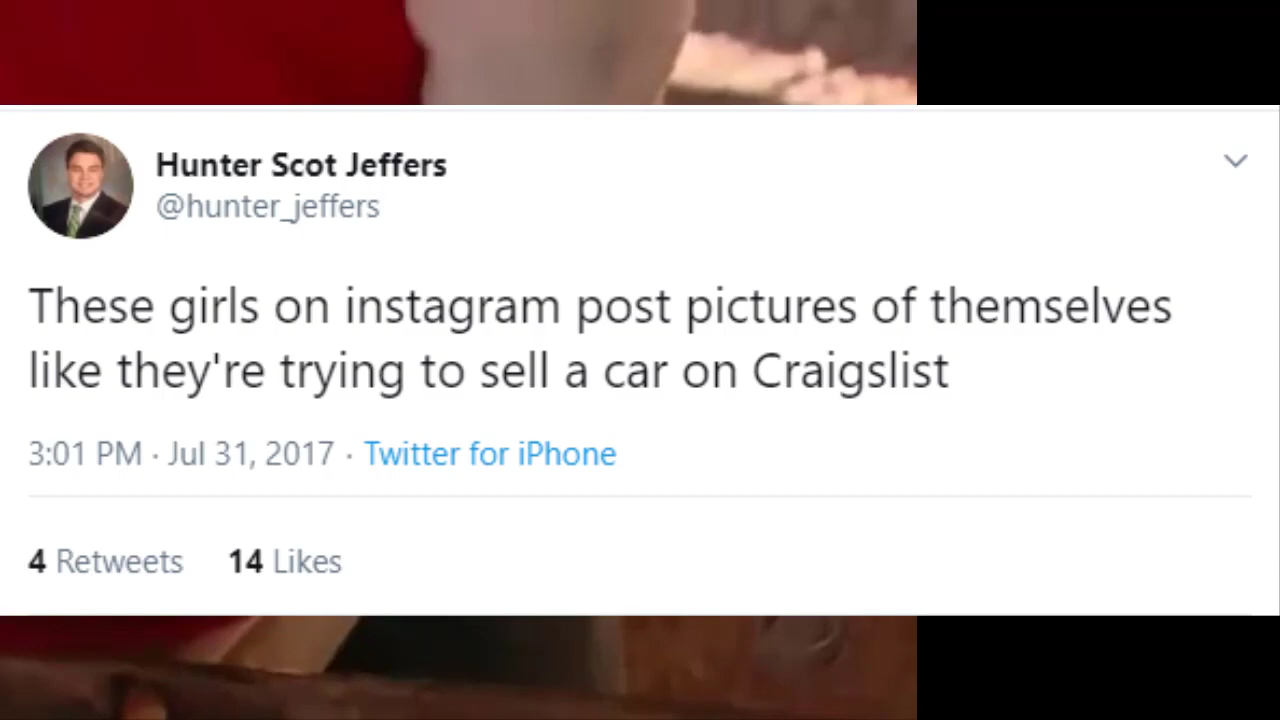 Hunter Scot Jeffers
@hunter_jeffers
These girls on instagram post pictures of themselves
like they're trying to sell a car on Craigslist
3:01 PM · Jul 31, 2017 · Twitter for iPhone
4 Retweets 14 Likes